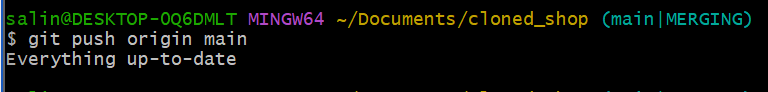 salin@DESKTOP-OQ6DMLT MINGW64 ~/Documents/cloned_shop (main|MERGING)
$ git push origin main
Everything up-to-date